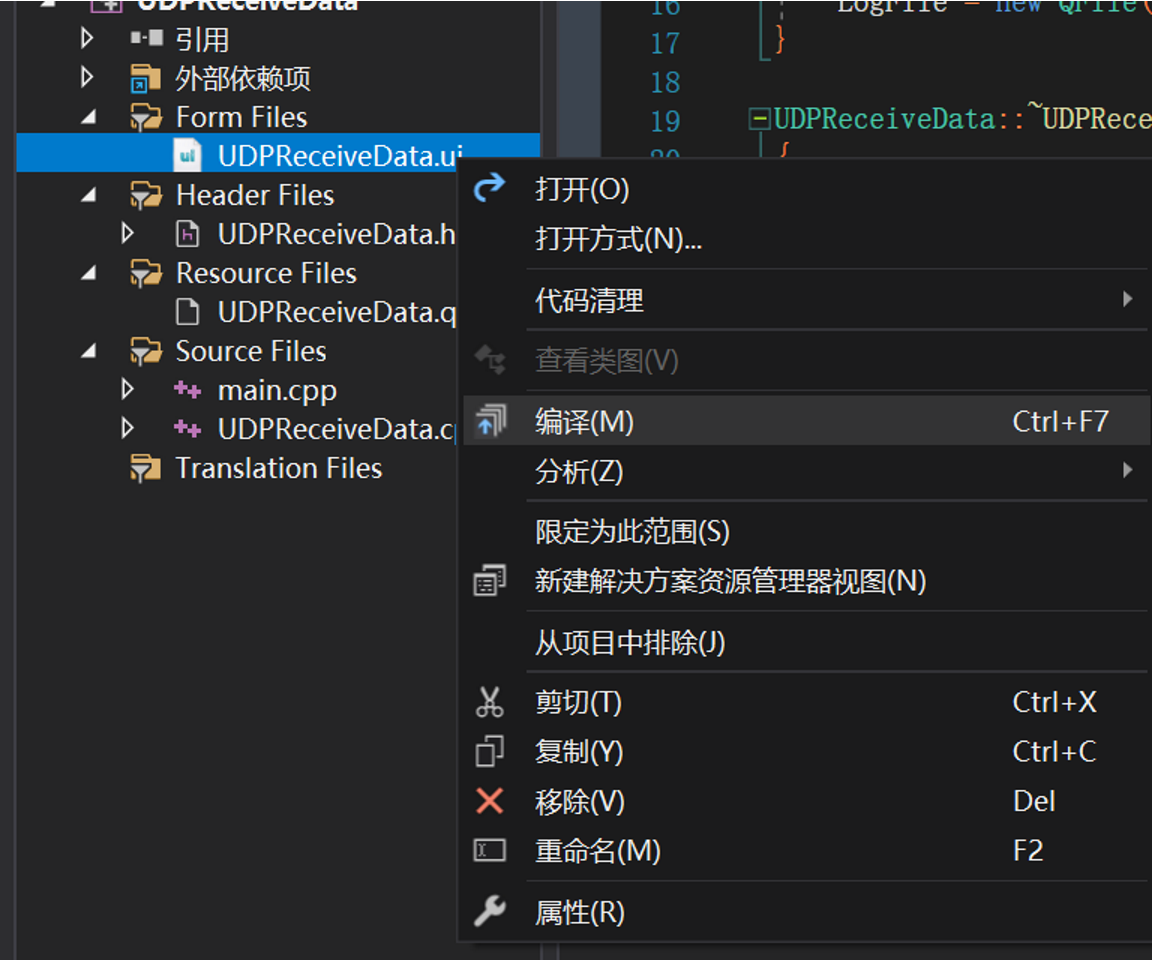 UDPReceiveData
引用
外部依赖项
Form Files
UDPReceiveData.ui
Header Files
UDPReceiveData.h
Resource Files
UDPReceiveData.q
Source Files
main.cpp
UDPReceiveData.c
Translation Files
16 LogFile = new QFile(
17 }
18
19 UDPReceiveData::~UDPRece
20 {
打开(O)
打开方式(N)...
代码清理
查看类图(V)
编译(M) Ctrl+F7
分析(Z)
限定为此范围(S)
新建解决方案资源管理器视图(N)
从项目中排除(J)
剪切(T) Ctrl+X
复制(Y) Ctrl+C
移除(V) Del
重命名(M) F2
属性(R)